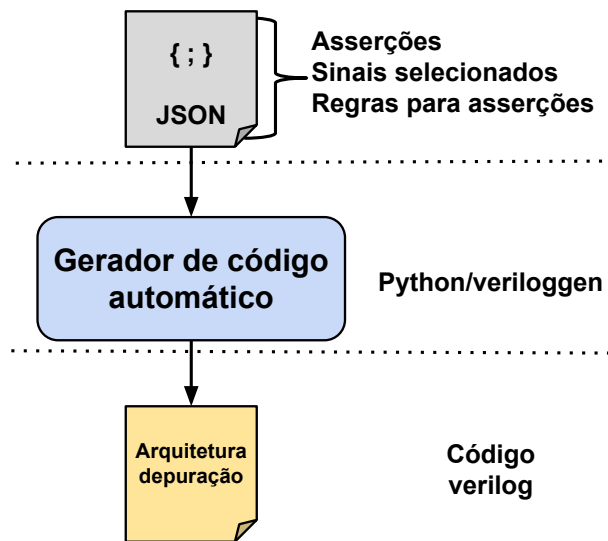 { ; }
JSON
Asserções
Sinais selecionados
Regras para asserções
Gerador de código
automático
Python/veriloggen
Arquitetura
depuração
Código
verilog